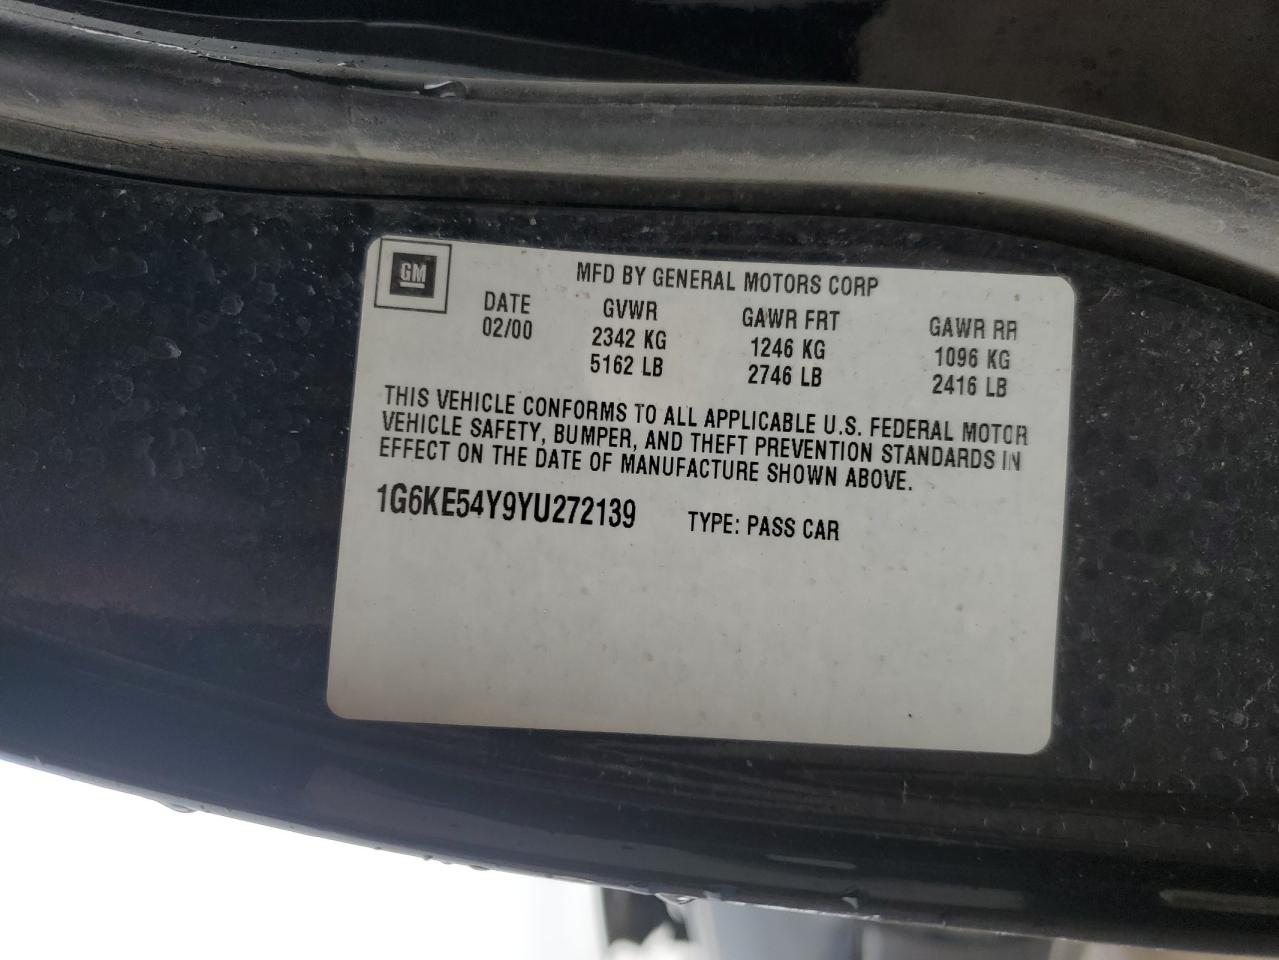 GM
MFD BY GENERAL MOTORS CORP
DATE GVWR GAWR FRT GAWR RR
02/00 2342 KG 1246 KG 1096 KG
5162 LB 2746 LB 2416 LB
THIS VEHICLE CONFORMS TO ALL APPLICABLE U.S. FEDERAL MOTOR
VEHICLE SAFETY, BUMPER, AND THEFT PREVENTION STANDARDS IN
EFFECT ON THE DATE OF MANUFACTURE SHOWN ABOVE.
1G6KE54Y9YU272139 TYPE: PASS CAR